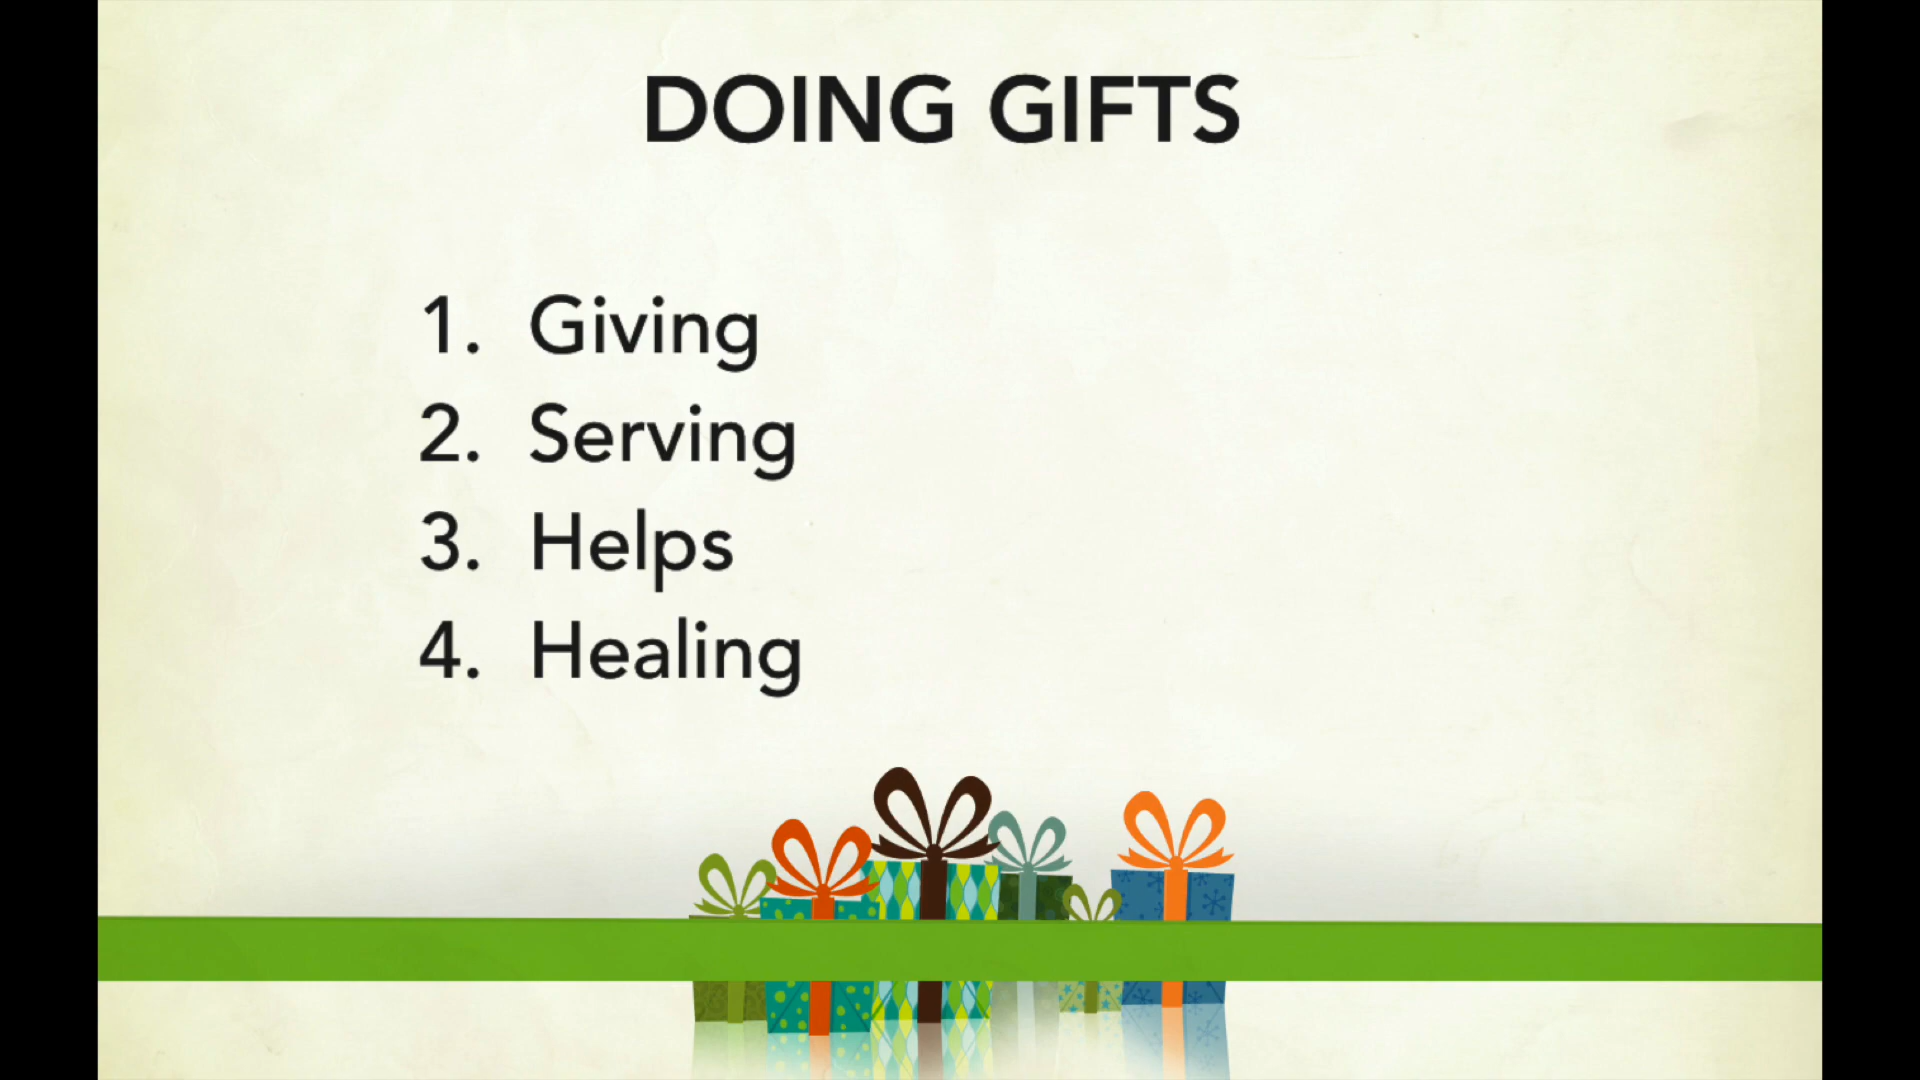 DOING GIFTS
1. Giving
2. Serving
3. Helps
4. Healing